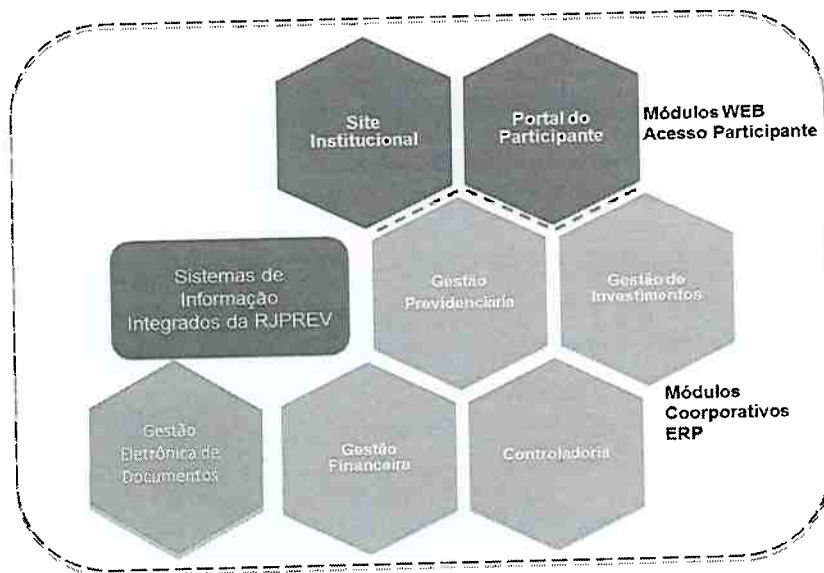 Site
Institucional
Portal do
Participante
Módulos WEB
Acesso Participante
Sistemas de
Informação
Integrados da RJPREV
Gestão
Previdenciária
Gestão de
Investimentos
Módulos
Coorporativos
ERP
Gestão
Eletrônica de
Documentos
Gestão
Financeira
Controladoria